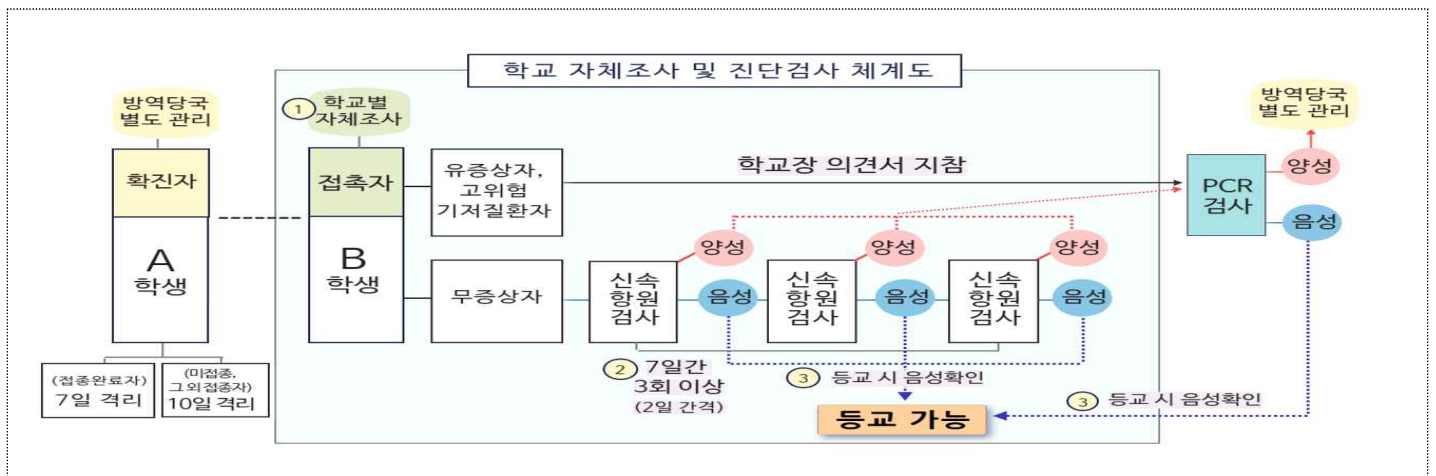 학교 자체조사 및 진단검사 체계도
방역당국
별도 관리
확진자
A
학생
(접종완료자)
7일 격리
(미접종,
그외접종자)
10일 격리
①
학교별
자체조사
접촉자
B
학생
유증상자,
고위험
기저질환자
학교장 의견서 지참
무증상자
신속
항원
검사
양성
음성
신속
항원
검사
양성
음성
신속
항원
검사
양성
음성
② 7일간
3회 이상
(2일 간격)
③ 등교 시 음성확인
등교 가능
PCR
검사
양성
음성
방역당국
별도 관리
③ 등교 시 음성확인